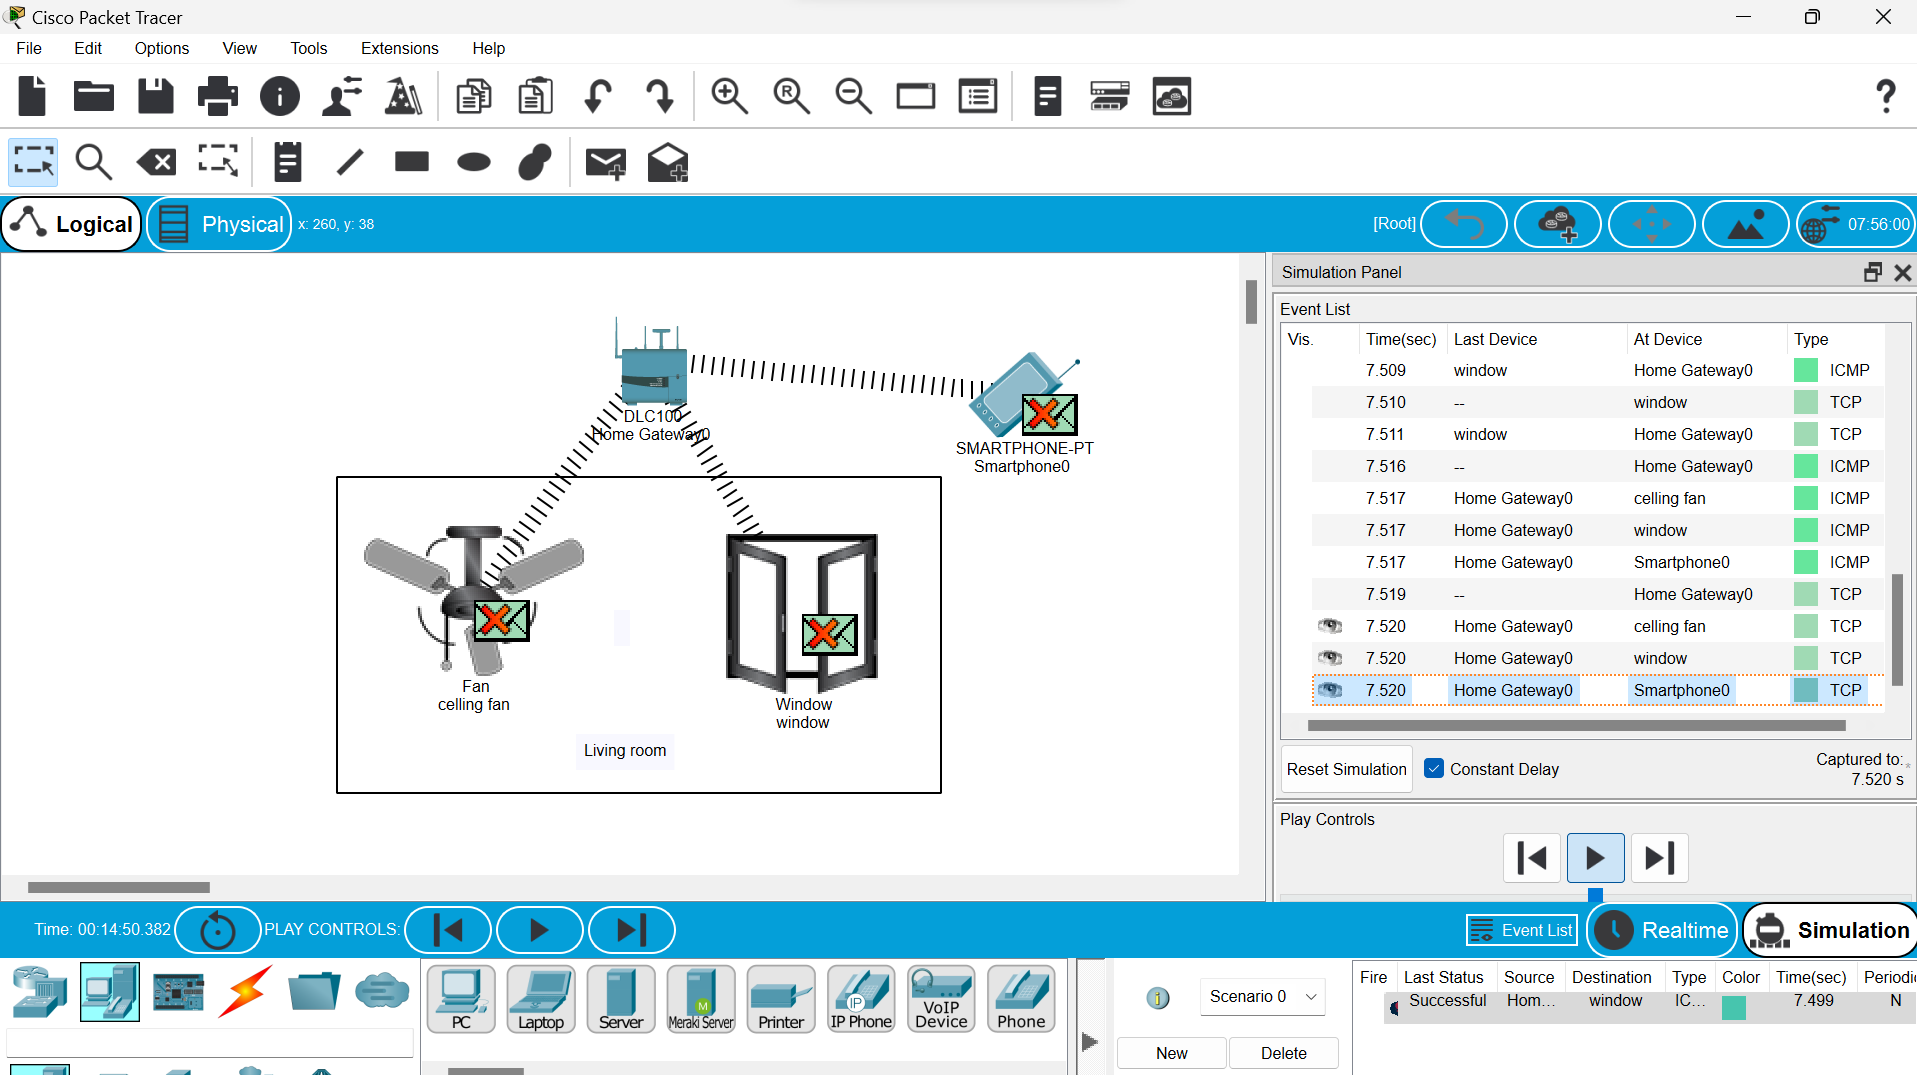 Cisco Packet Tracer
File Edit Options View Tools Extensions Help
Logical Physical x: 260, y: 38 [Root] 07:56:00
Simulation Panel
Event List
Vis. Time(sec) Last Device At Device Type
7.509 window Home Gateway0 ICMP
7.510 -- window TCP
7.511 window Home Gateway0 TCP
7.516 -- Home Gateway0 ICMP
7.517 Home Gateway0 celling fan ICMP
7.517 Home Gateway0 window ICMP
7.517 Home Gateway0 Smartphone0 ICMP
7.519 -- Home Gateway0 TCP
7.520 Home Gateway0 celling fan TCP
7.520 Home Gateway0 window TCP
7.520 Home Gateway0 Smartphone0 TCP
Reset Simulation Constant Delay Captured to:
7.520 s
Play Controls
DLC100
Home Gateway0
SMARTPHONE-PT
Smartphone0
Fan
celling fan
Window
window
Living room
Time: 00:14:50.382 PLAY CONTROLS: Event List Realtime Simulation
PC Laptop Server Meraki Server Printer IP Phone VoIP Device Phone
IP
M
Scenario 0
New Delete
Fire Last Status Source Destination Type Color Time(sec) Periodic
Successful Hom... window IC... 7.499 N